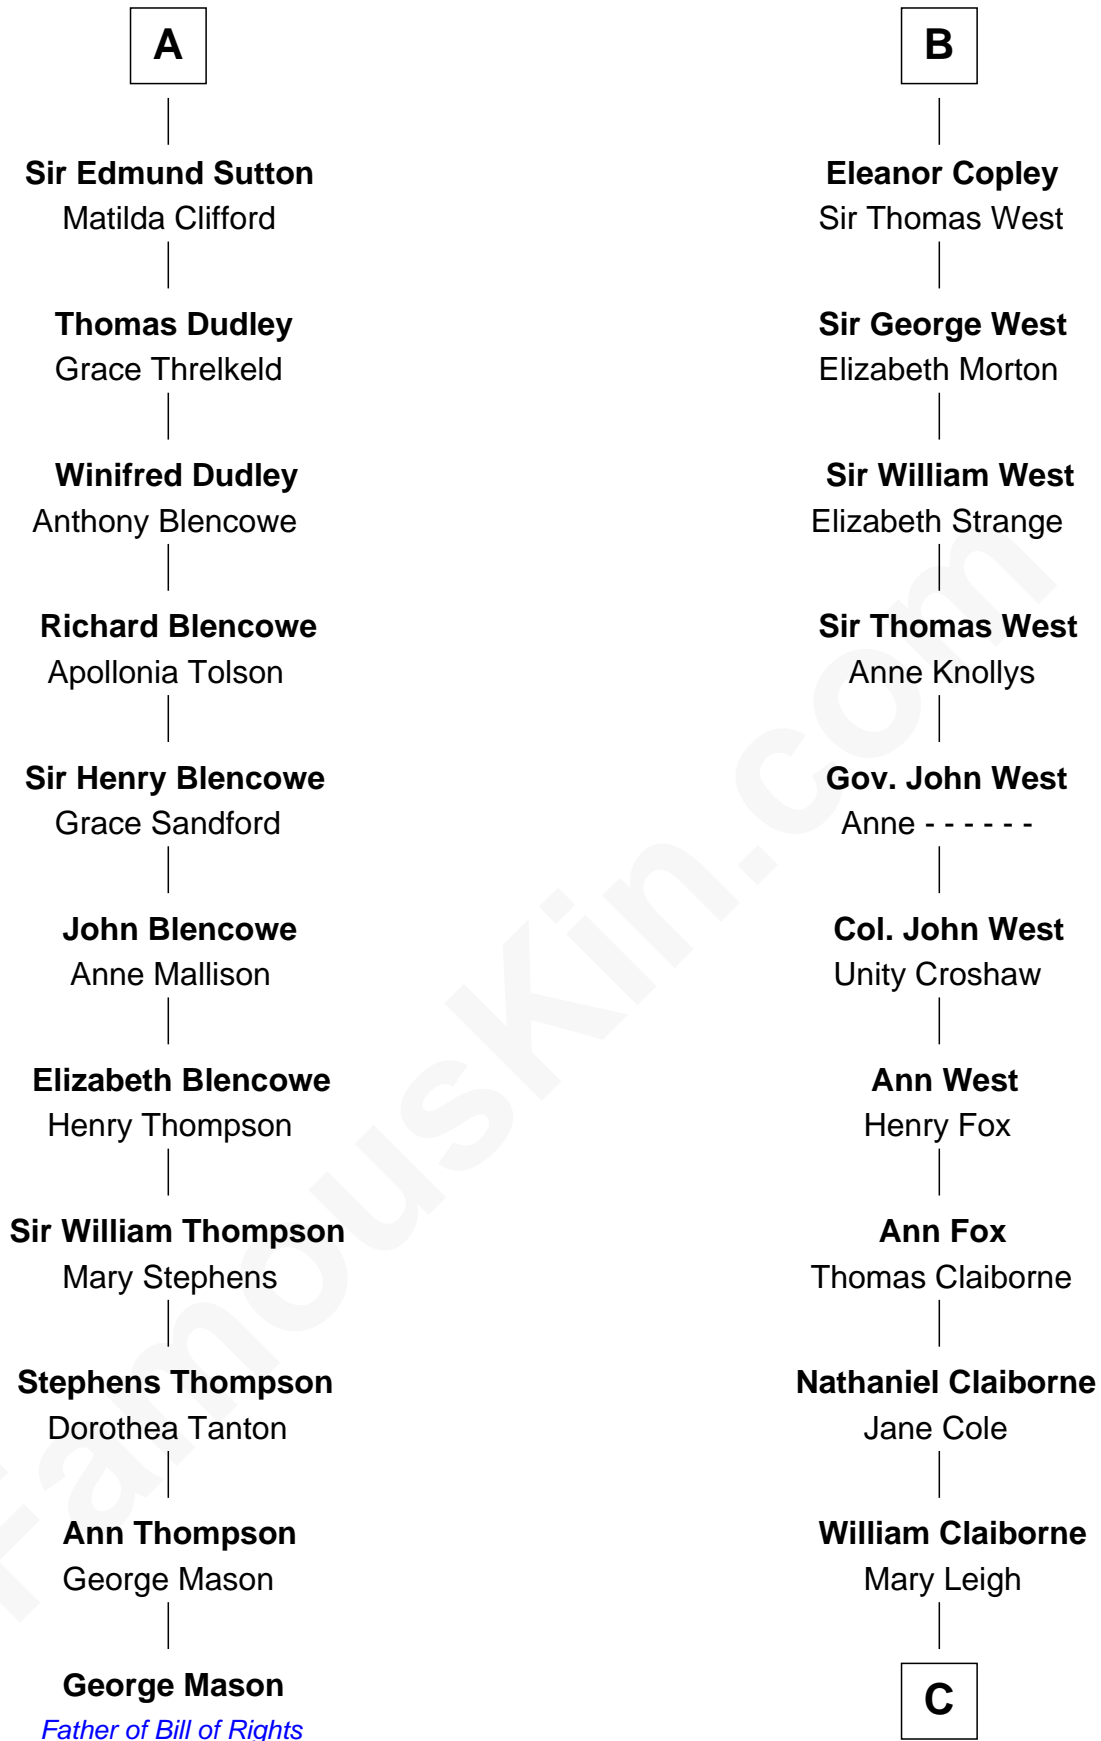 A
Sir Edmund Sutton
Matilda Clifford
Thomas Dudley
Grace Threlkeld
Winifred Dudley
Anthony Blencowe
Richard Blencowe
Apollonia Tolson
Sir Henry Blencowe
Grace Sandford
John Blencowe
Anne Mallison
Elizabeth Blencowe
Henry Thompson
Sir William Thompson
Mary Stephens
Stephens Thompson
Dorothea Tanton
Ann Thompson
George Mason
George Mason
Father of Bill of Rights
B
Eleanor Copley
Sir Thomas West
Sir George West
Elizabeth Morton
Sir William West
Elizabeth Strange
Sir Thomas West
Anne Knollys
Gov. John West
Anne - - - - - -
Col. John West
Unity Croshaw
Ann West
Henry Fox
Ann Fox
Thomas Claiborne
Nathaniel Claiborne
Jane Cole
William Claiborne
Mary Leigh
C
FamousKin.com